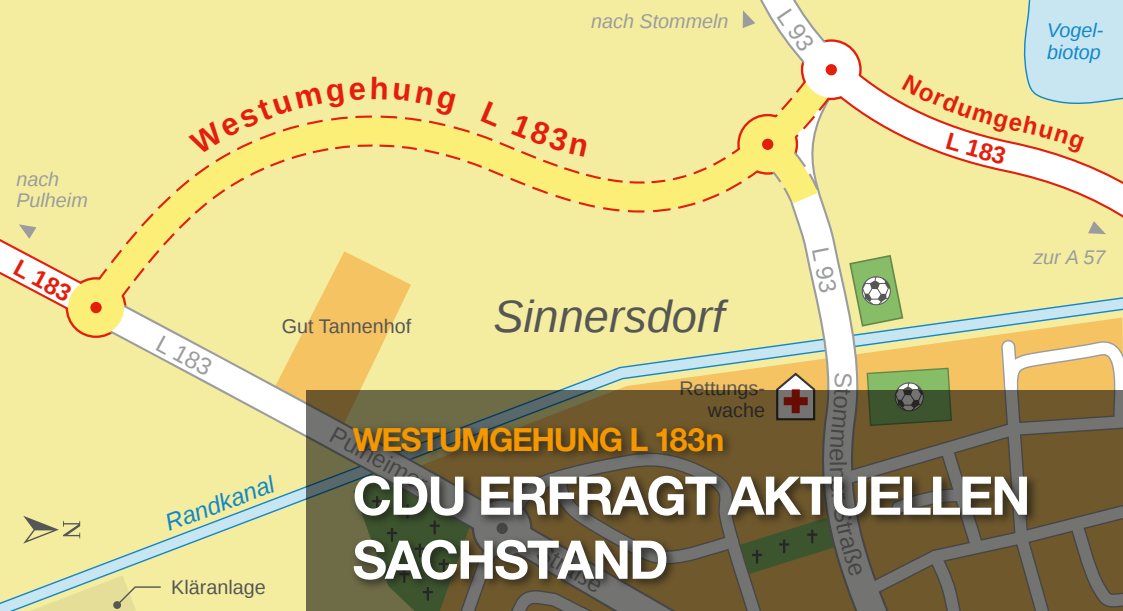 nach Stommeln
L 93
Vogel-
biotop
Westumgehung L 183n
Nordumgehung
L 183
nach
Pulheim
zur A 57
L 183
L 93
L 183
Gut Tannenhof
Sinnersdorf
Rettungs-
wache
Randkanal
N
Kläranlage
WESTUMGEHUNG L 183n
CDU ERFRAGT AKTUELLEN
SACHSTAND